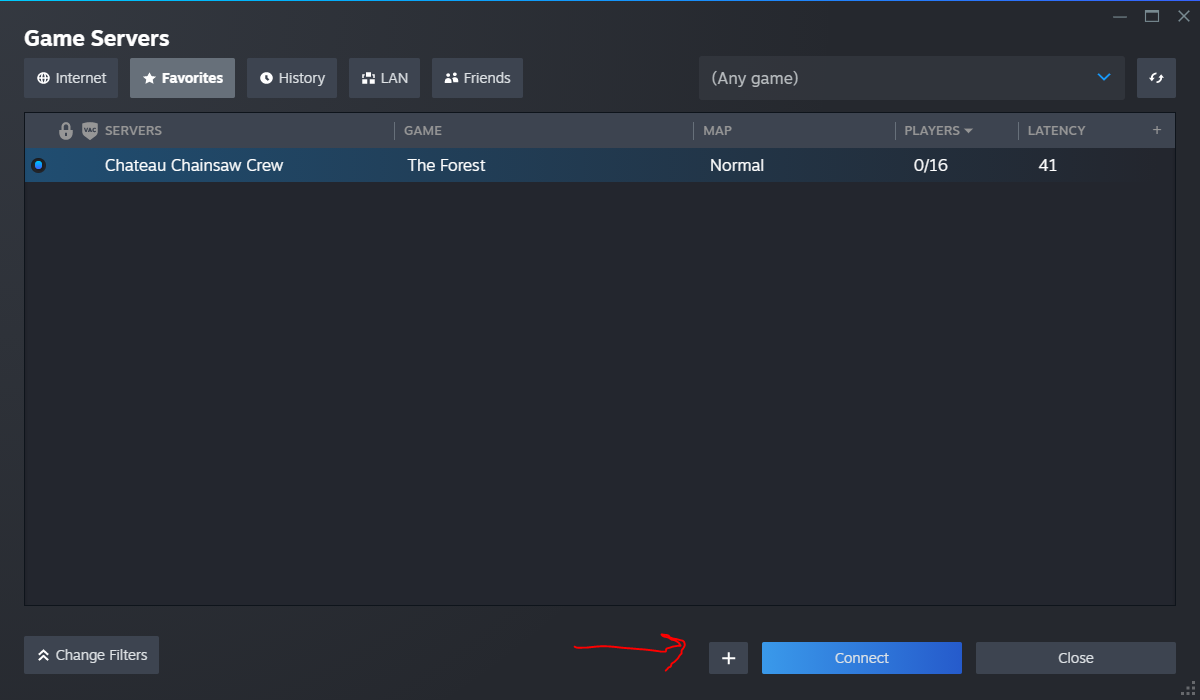 Game Servers
Internet Favorites History LAN Friends (Any game)
VAC SERVERS GAME MAP PLAYERS LATENCY +
Chateau Chainsaw Crew The Forest Normal 0/16 41
Change Filters + Connect Close